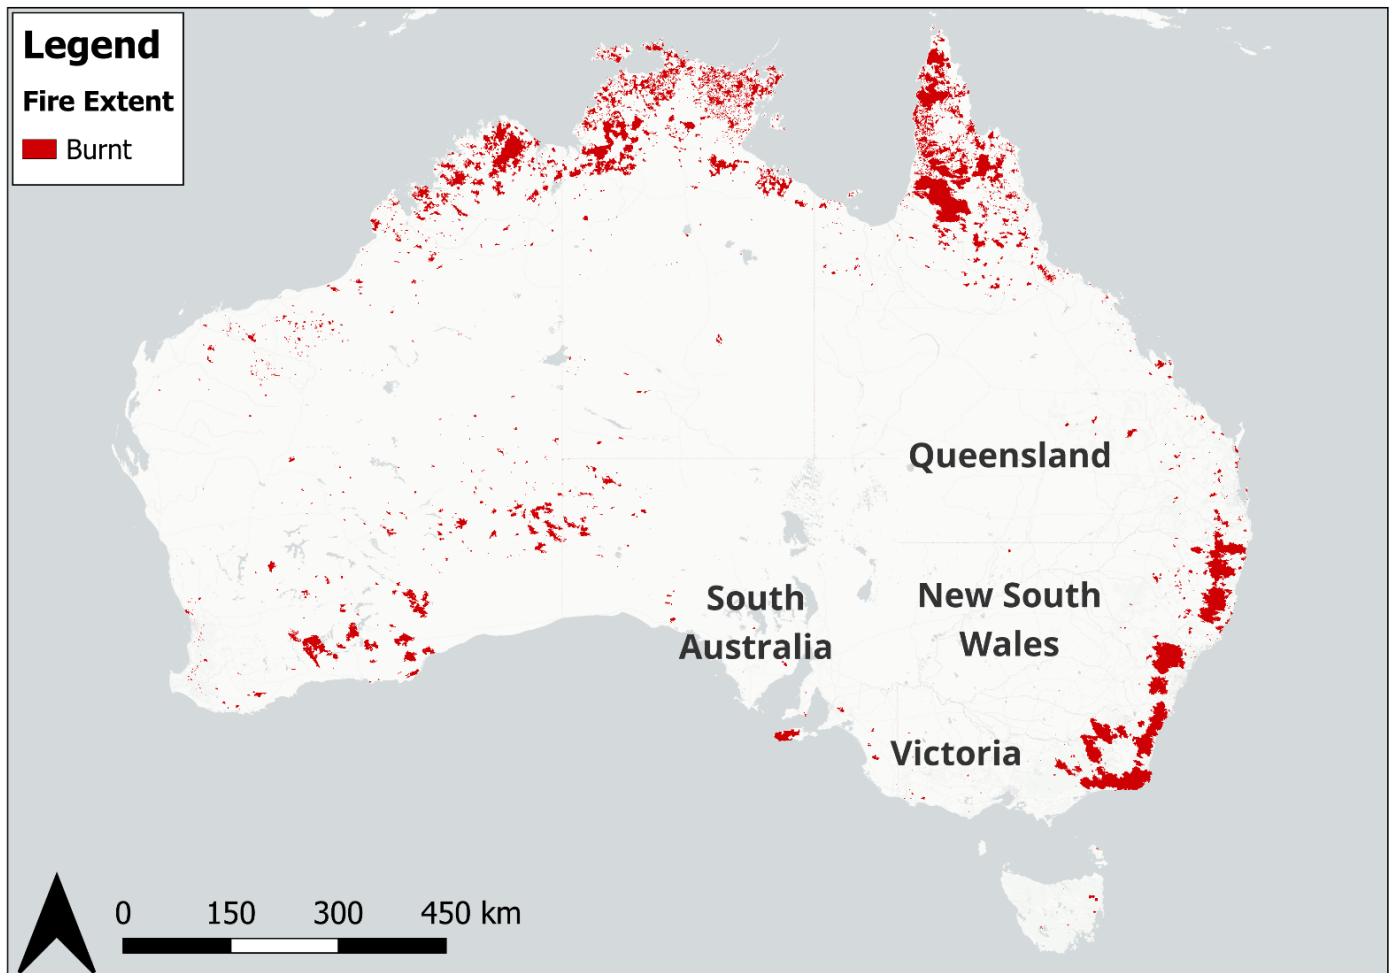 Legend
Fire Extent
Burnt
Queensland
South
Australia
New South
Wales
Victoria
0 150 300 450 km